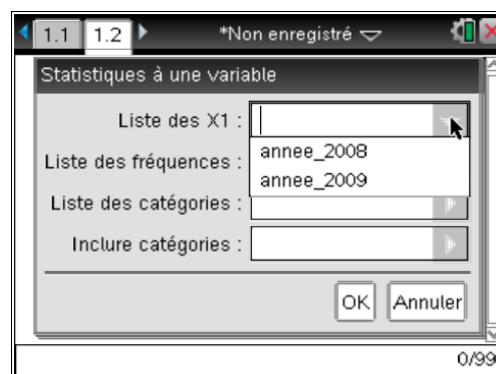 1.1 1.2 *Non enregistré
Statistiques à une variable
Liste des X1 :
annee_2008
Liste des fréquences :
annee_2009
Liste des catégories :
Inclure catégories :
OK Annuler
0/99